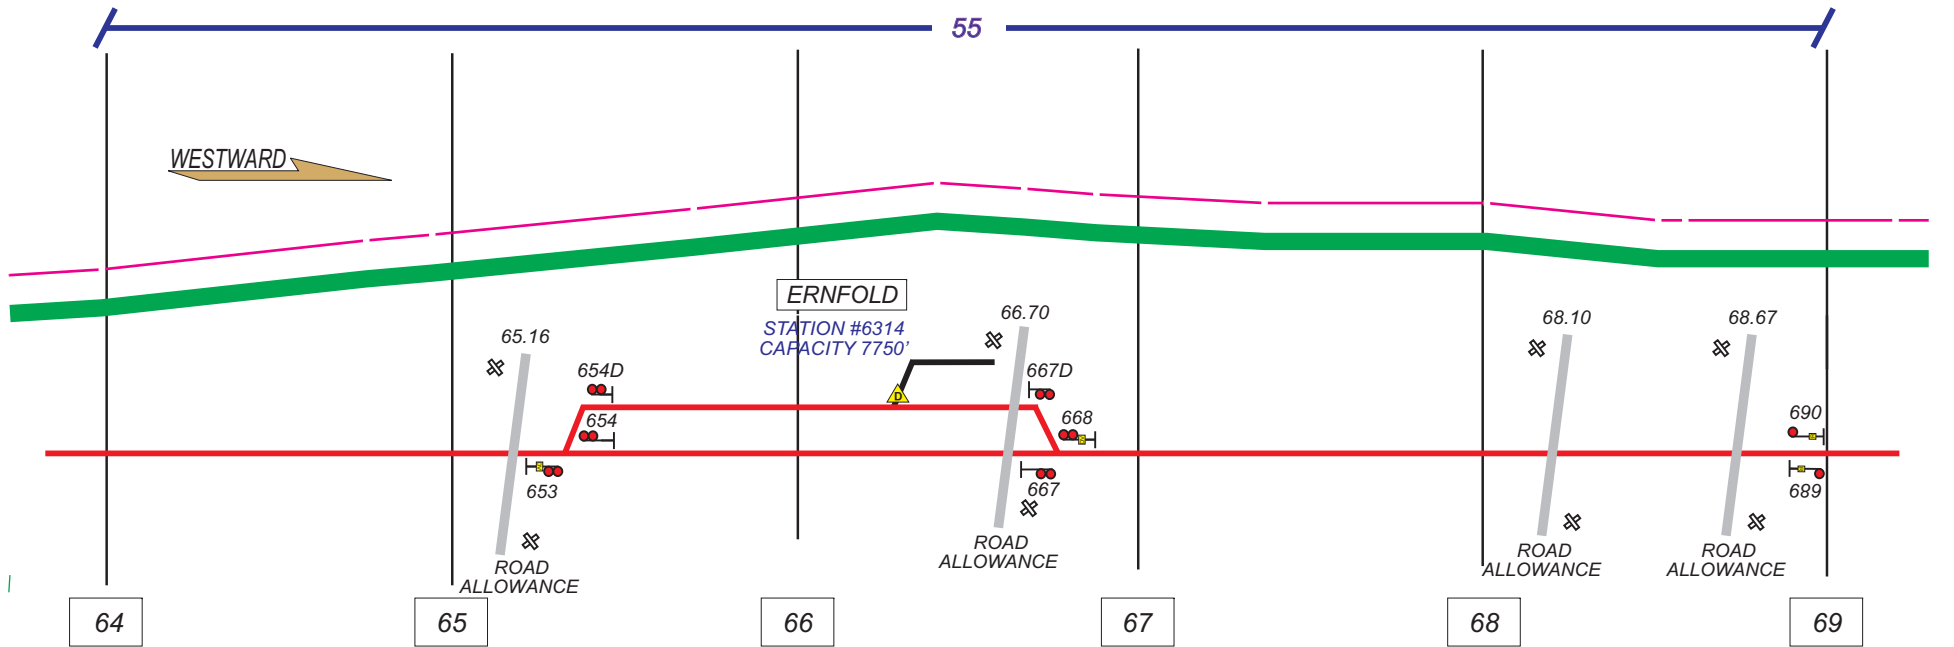 55
WESTWARD
ERNFOLD
STATION #6314
CAPACITY 7750'
65.16
66.70
68.10
68.67
654D
667D
654
668
690
D
653
667
689
ROAD
ALLOWANCE
ROAD
ALLOWANCE
ROAD
ALLOWANCE
ROAD
ALLOWANCE
64
65
66
67
68
69